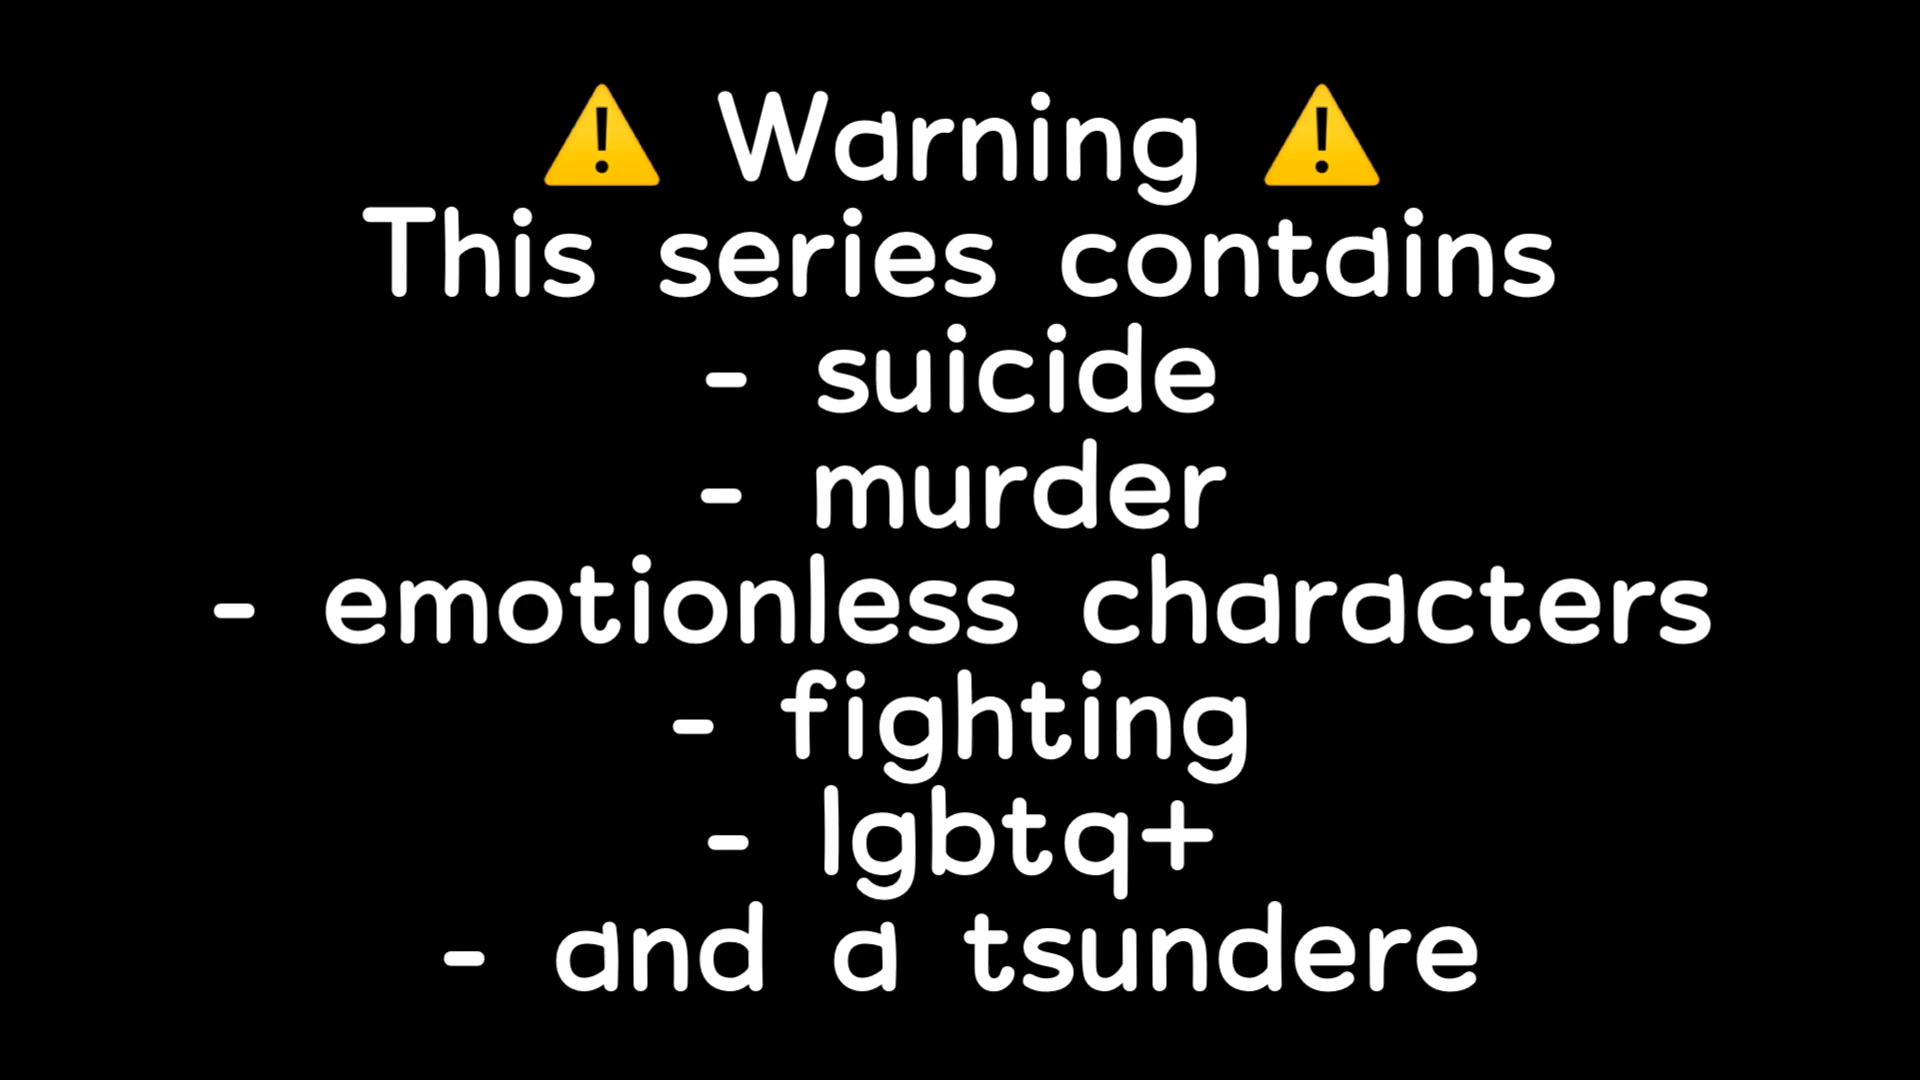 ⚠️ Warning ⚠️
This series contains
- suicide
- murder
- emotionless characters
- fighting
- lgbtq+
- and a tsundere